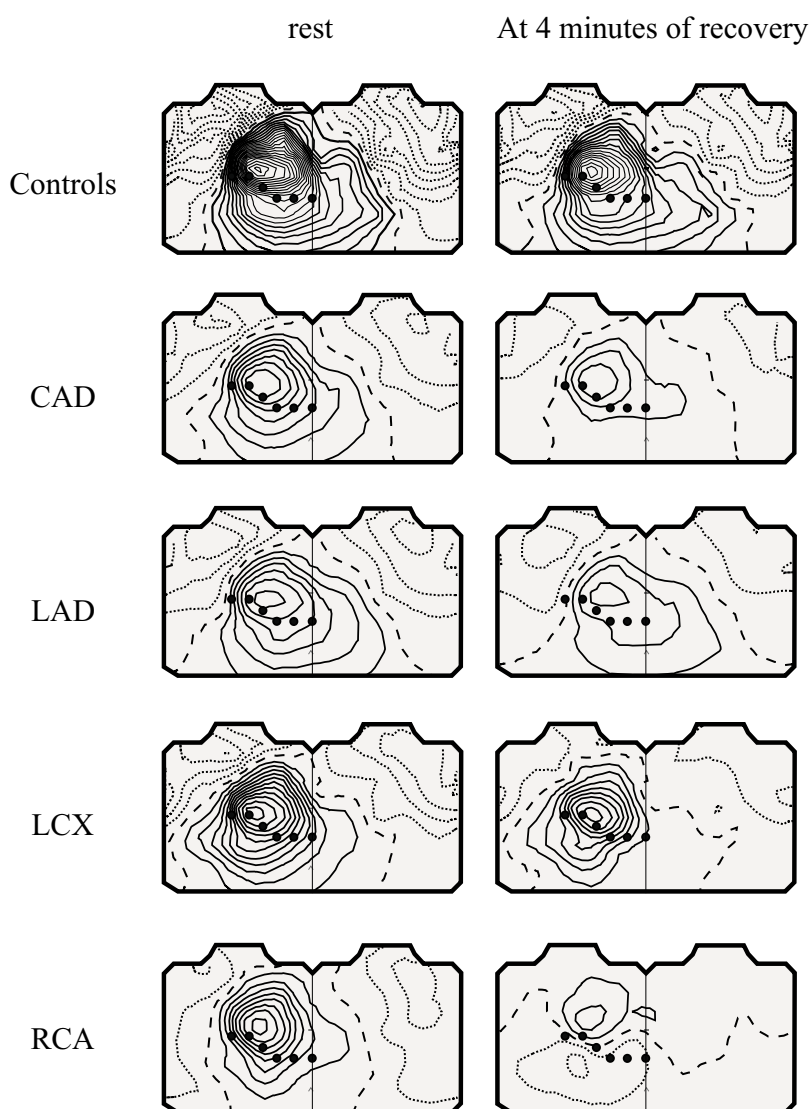 rest At 4 minutes of recovery
Controls
CAD
LAD
LCX
RCA